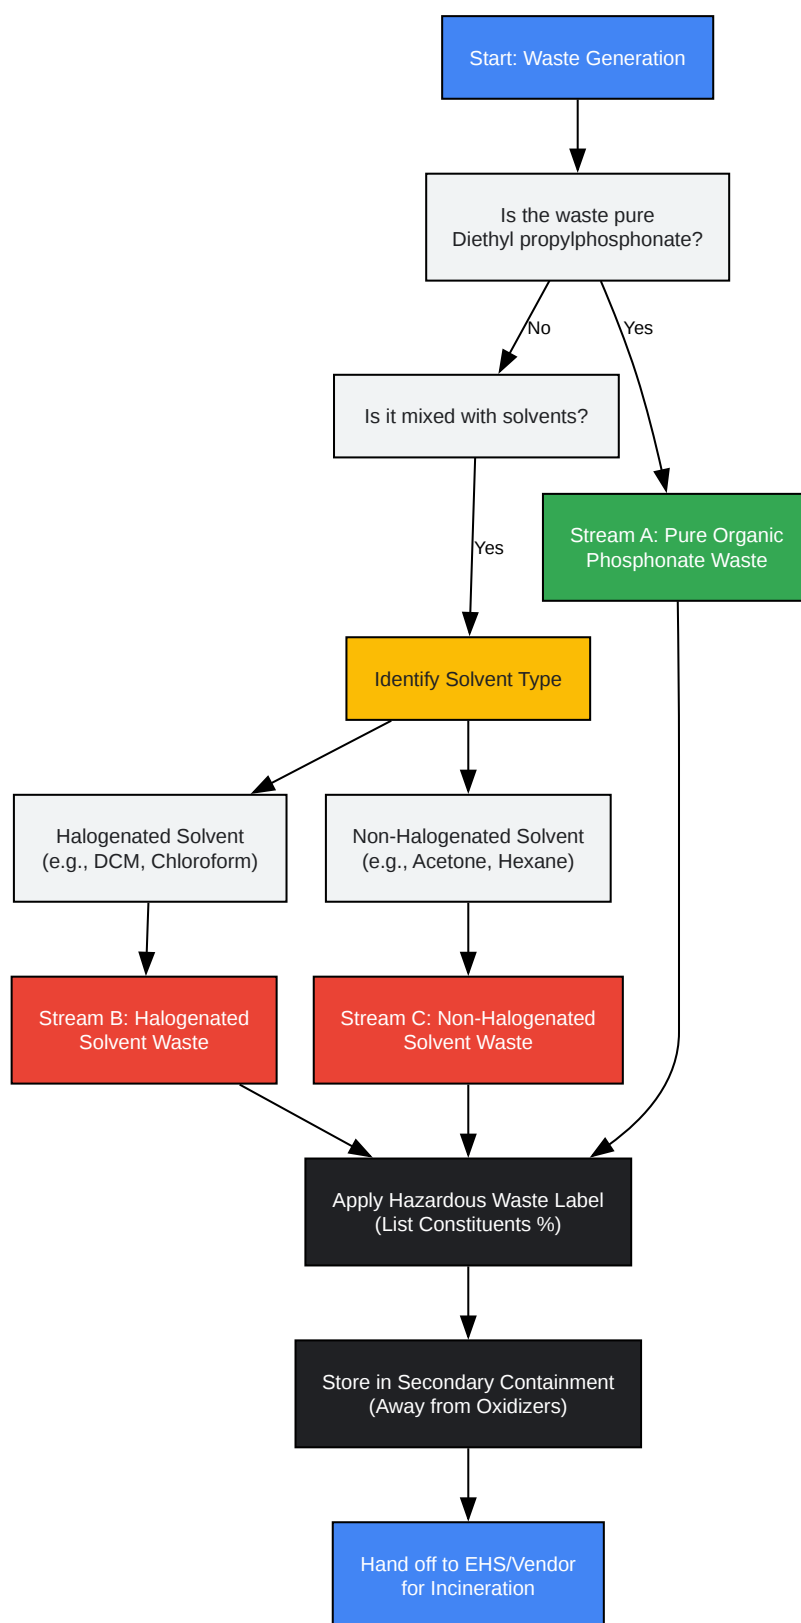 Start: Waste Generation
Is the waste pure
Diethyl propylphosphonate?
No
Yes
Is it mixed with solvents?
Stream A: Pure Organic
Phosphonate Waste
Yes
Identify Solvent Type
Halogenated Solvent
(e.g., DCM, Chloroform)
Non-Halogenated Solvent
(e.g., Acetone, Hexane)
Stream B: Halogenated
Solvent Waste
Stream C: Non-Halogenated
Solvent Waste
Apply Hazardous Waste Label
(List Constituents %)
Store in Secondary Containment
(Away from Oxidizers)
Hand off to EHS/Vendor
for Incineration